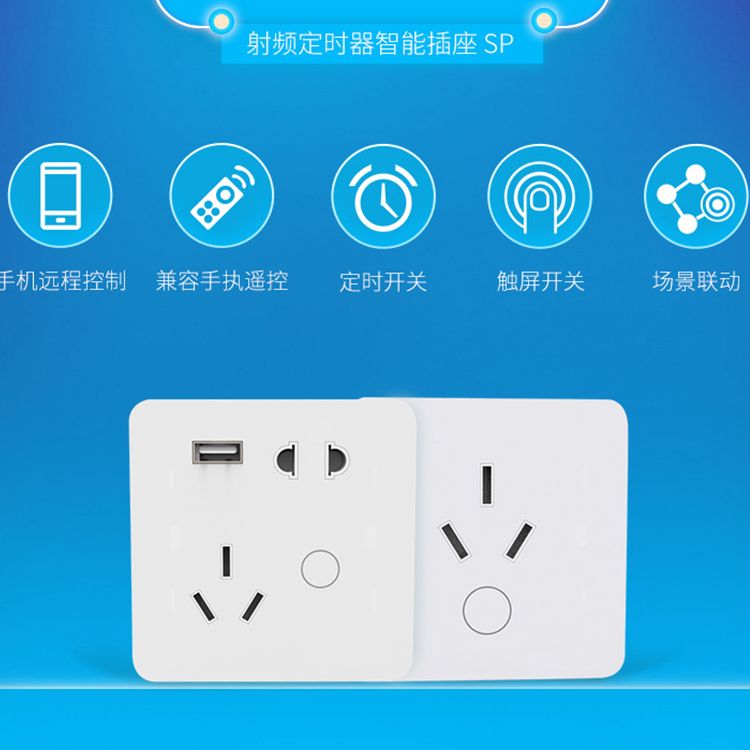 射频定时器智能插座 SP
手机远程控制
兼容手执遥控
定时开关
触屏开关
场景联动